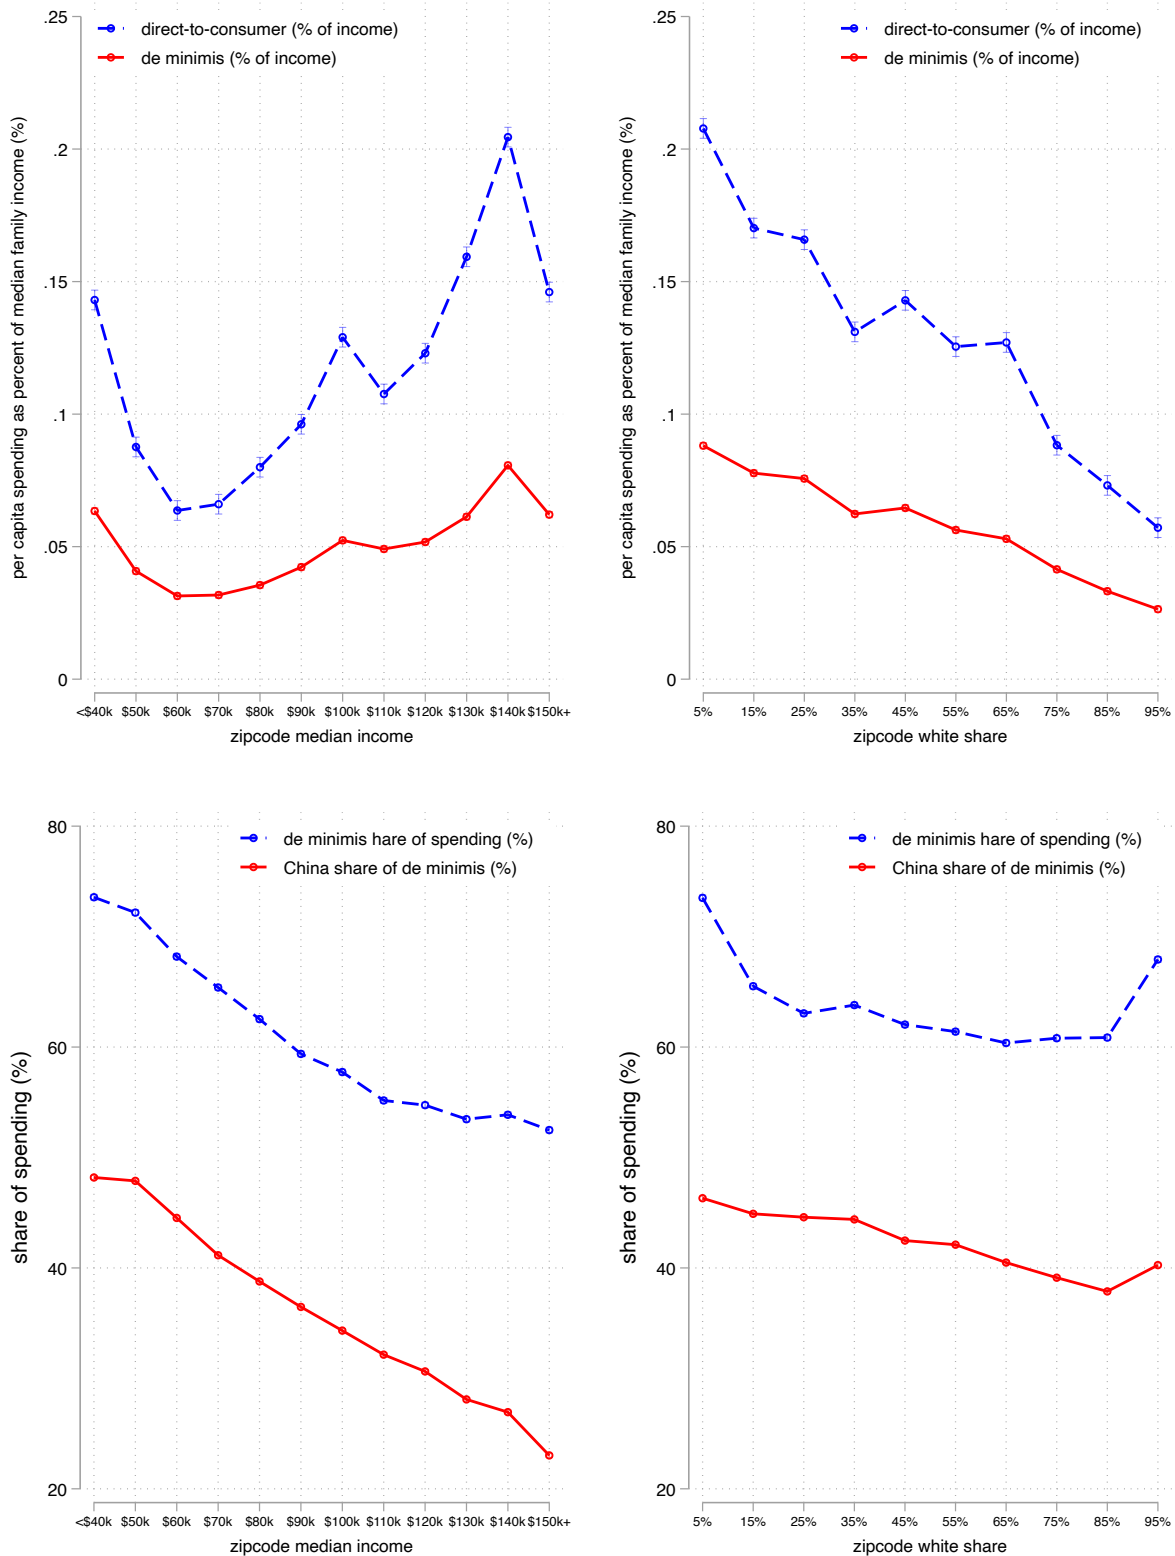 .25
direct-to-consumer (% of income)
de minimis (% of income)
.2
.15
.1
.05
0
per capita spending as percent of median family income (%)
<$40k $50k $60k $70k $80k $90k $100k $110k $120k $130k $140k $150k+
zipcode median income
.25
direct-to-consumer (% of income)
de minimis (% of income)
.2
.15
.1
.05
0
per capita spending as percent of median family income (%)
5% 15% 25% 35% 45% 55% 65% 75% 85% 95%
zipcode white share
80
de minimis hare of spending (%)
China share of de minimis (%)
60
40
20
share of spending (%)
<$40k $50k $60k $70k $80k $90k $100k $110k $120k $130k $140k $150k+
zipcode median income
80
de minimis hare of spending (%)
China share of de minimis (%)
60
40
20
share of spending (%)
5% 15% 25% 35% 45% 55% 65% 75% 85% 95%
zipcode white share